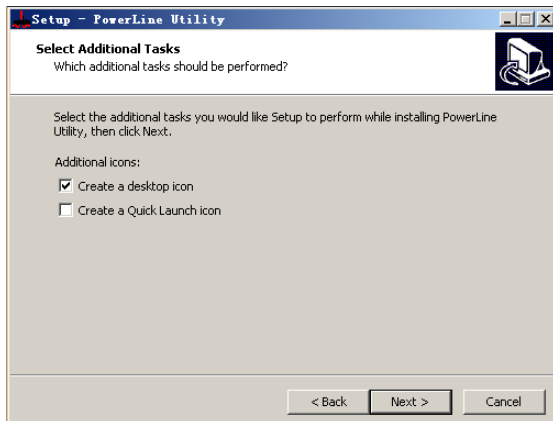 Setup - PowerLine Utility
Select Additional Tasks
Which additional tasks should be performed?
Select the additional tasks you would like Setup to perform while installing PowerLine
Utility, then click Next.
Additional icons:
Create a desktop icon
Create a Quick Launch icon
< Back Next > Cancel